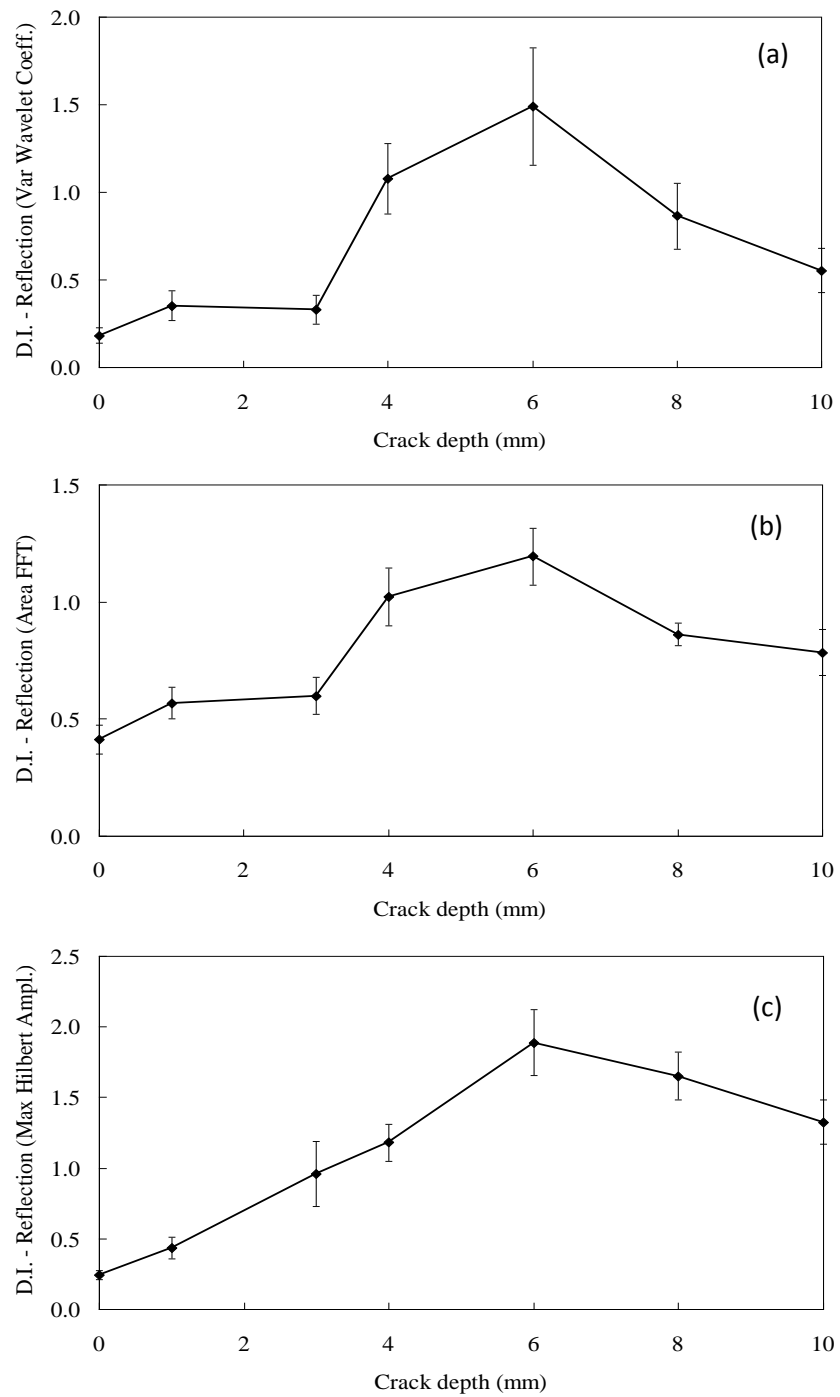 (a)
D.I. - Reflection (Var Wavelet Coeff.)
2.0
1.5
1.0
0.5
0.0
0 2 4 6 8 10
Crack depth (mm)
(b)
D.I. - Reflection (Area FFT)
1.5
1.0
0.5
0.0
0 2 4 6 8 10
Crack depth (mm)
(c)
D.I. - Reflection (Max Hilbert Ampl.)
2.5
2.0
1.5
1.0
0.5
0.0
0 2 4 6 8 10
Crack depth (mm)